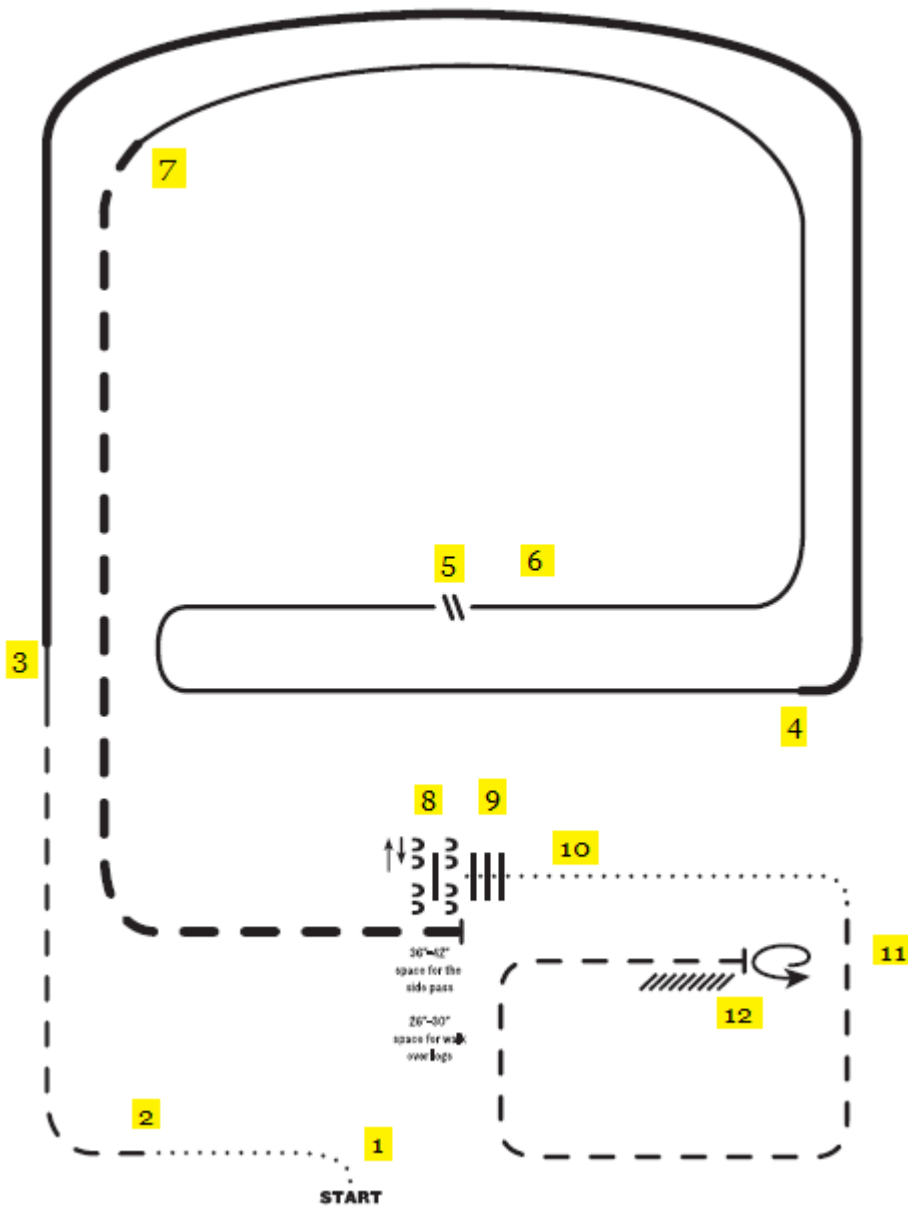 7
5
6
3
4
8
9
10
36"-42"
space for the
side pass
11
12
26"-30"
space for walk
over logs
2
1
START